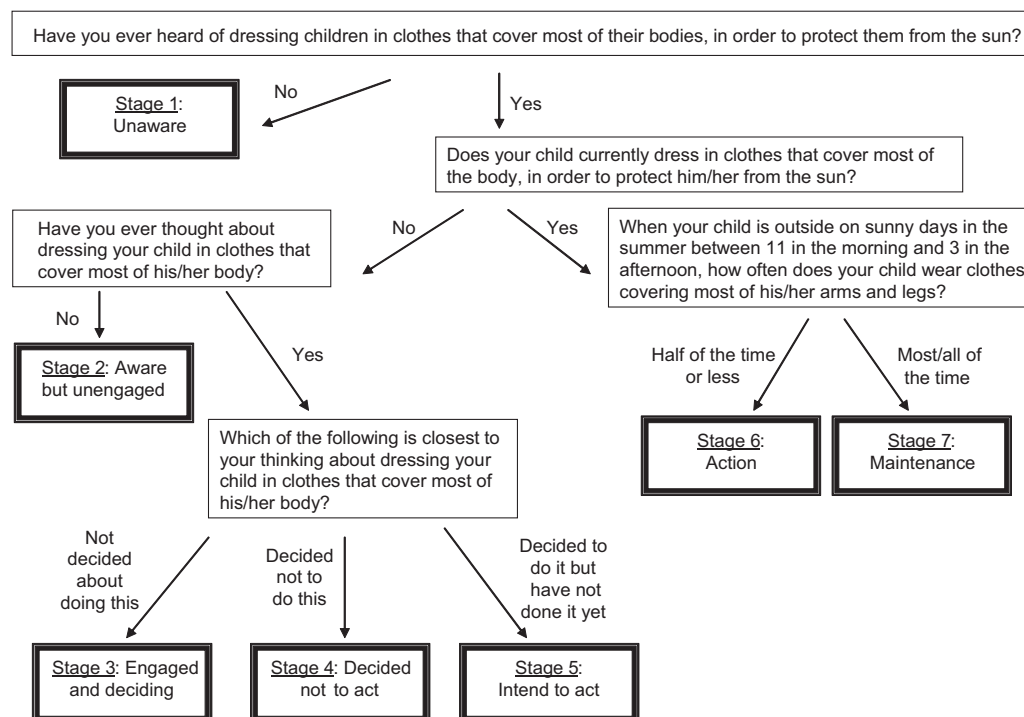 Have you ever heard of dressing children in clothes that cover most of their bodies, in order to protect them from the sun?
No
Yes
Stage 1:
Unaware
Does your child currently dress in clothes that cover most of
the body, in order to protect him/her from the sun?
No
Yes
Have you ever thought about
dressing your child in clothes that
cover most of his/her body?
When your child is outside on sunny days in the
summer between 11 in the morning and 3 in the
afternoon, how often does your child wear clothes
covering most of his/her arms and legs?
No
Yes
Half of the time
or less
Most/all of
the time
Stage 2: Aware
but unengaged
Stage 6:
Action
Stage 7:
Maintenance
Which of the following is closest to
your thinking about dressing your
child in clothes that cover most of
his/her body?
Not
decided
about
doing this
Decided
not to
do this
Decided to
do it but
have not
done it yet
Stage 3: Engaged
and deciding
Stage 4: Decided
not to act
Stage 5:
Intend to act